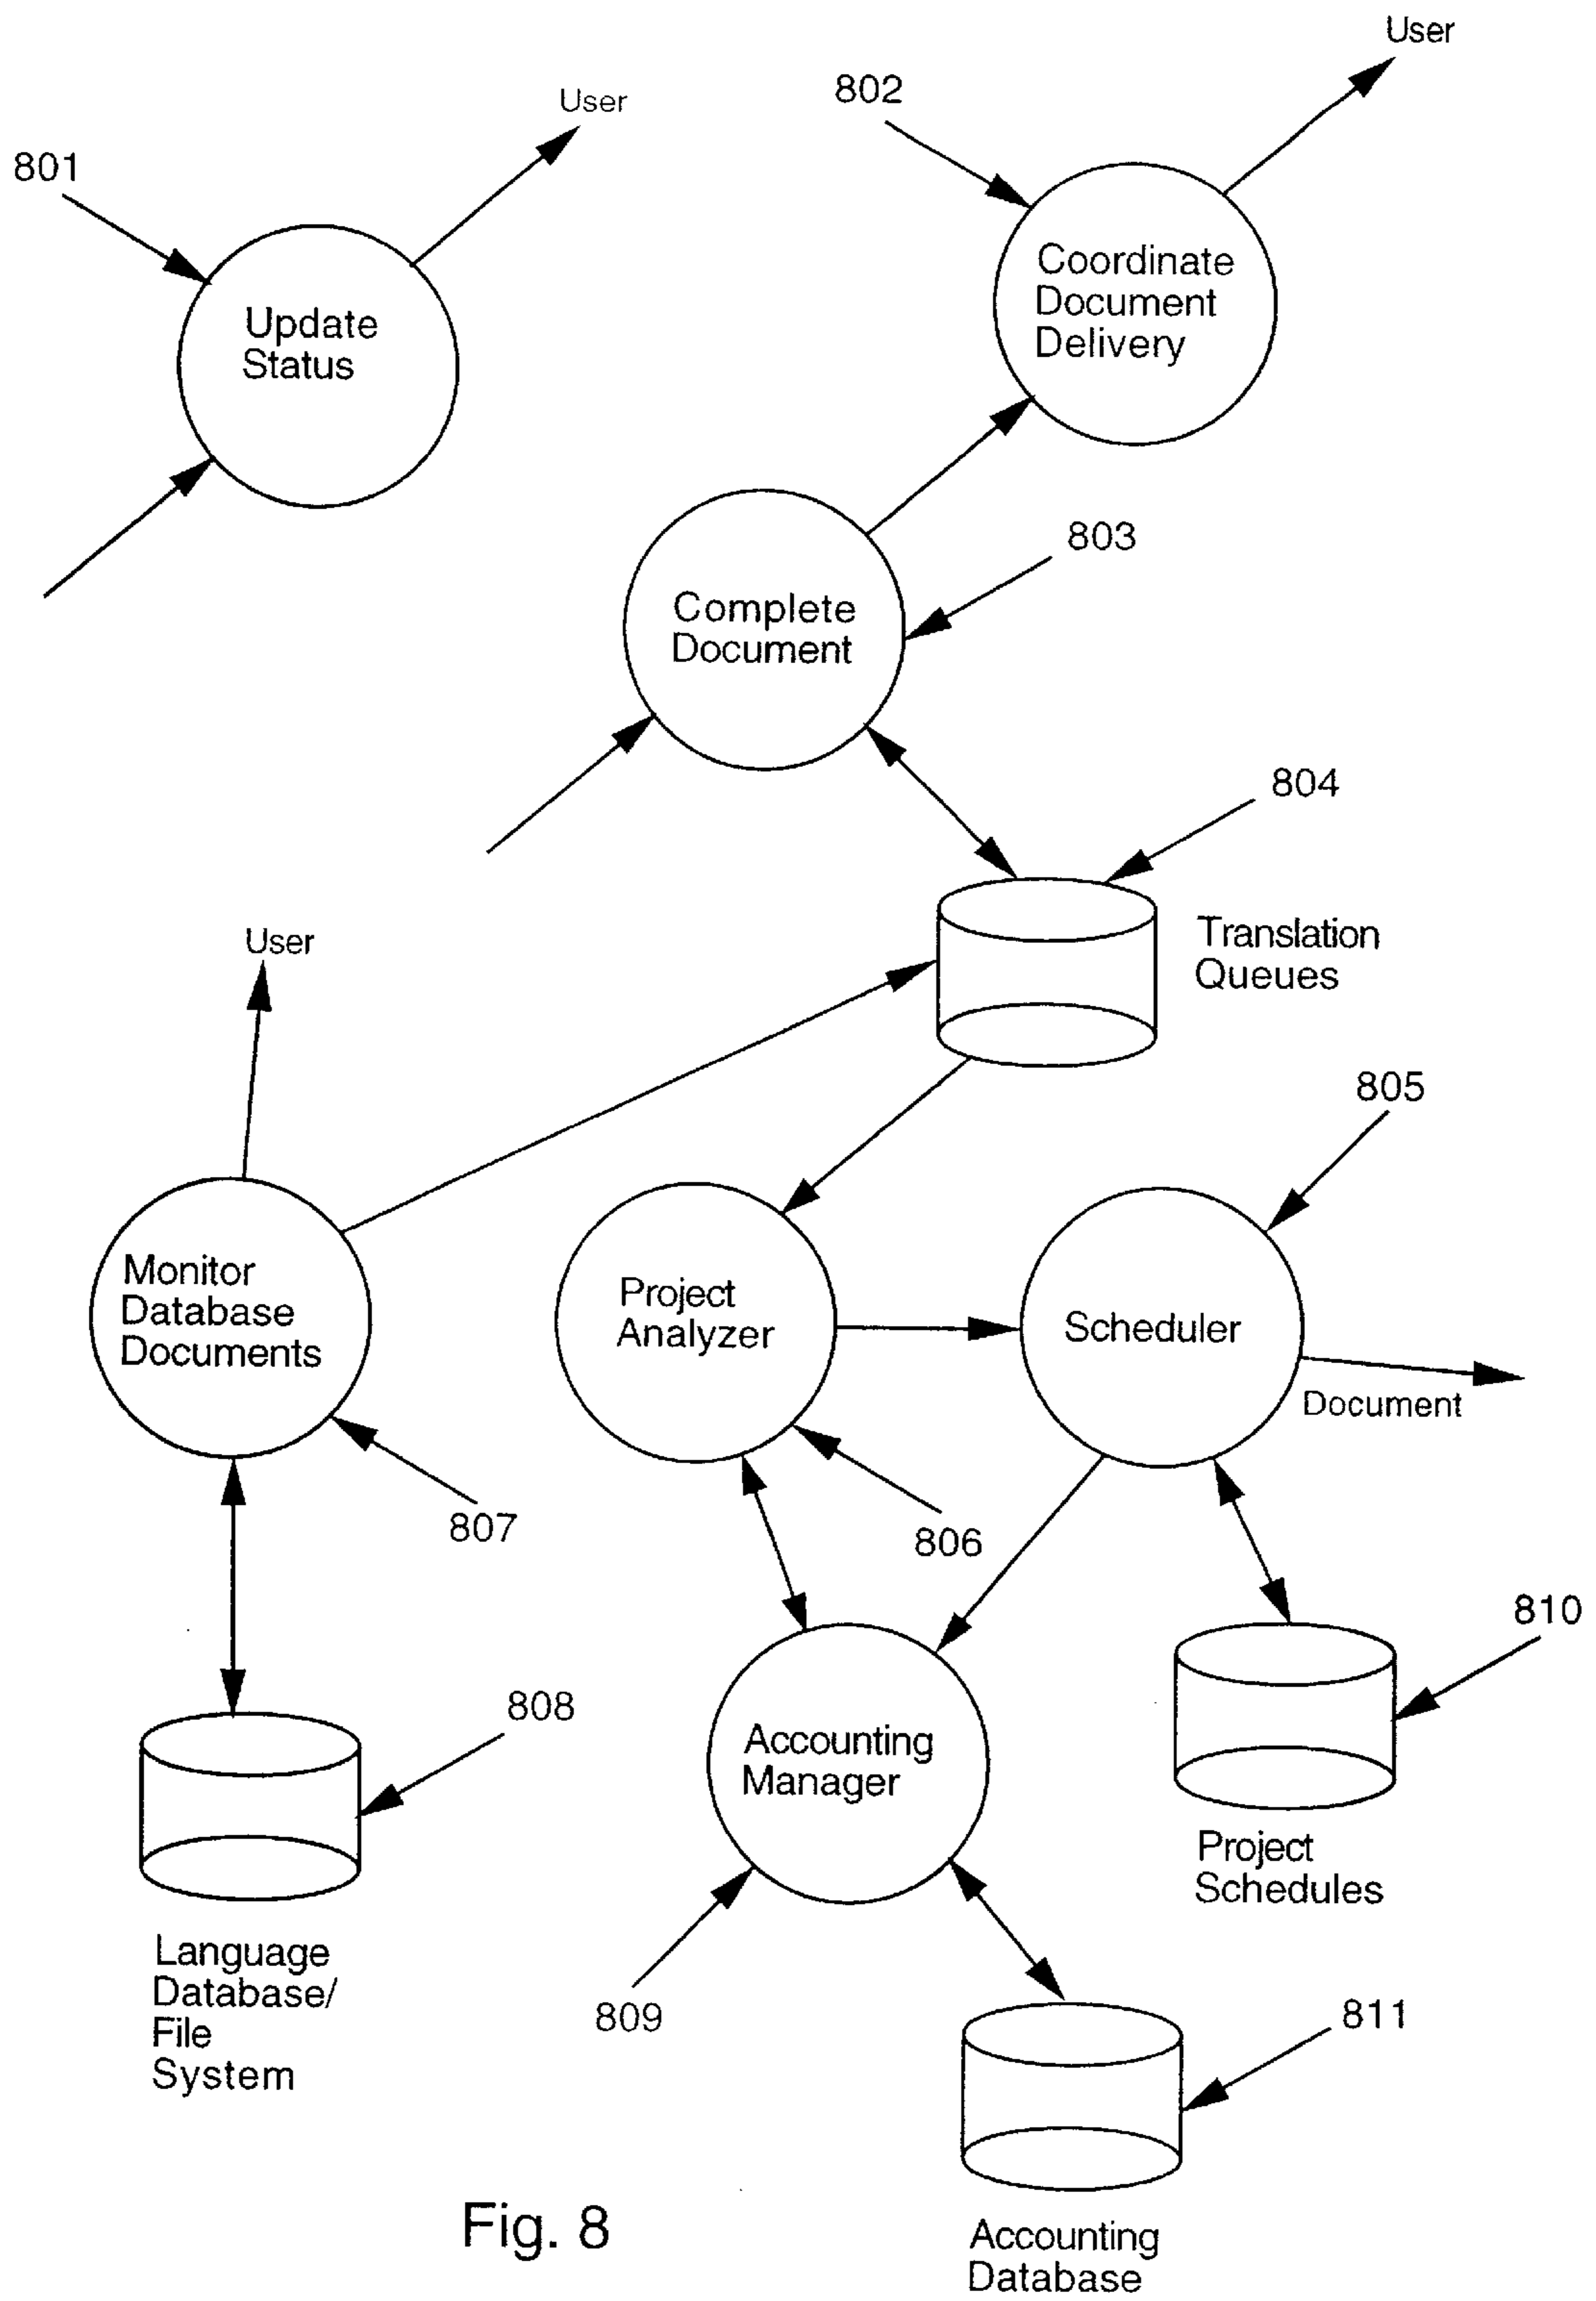 User
802
User
801
Coordinate
Document
Delivery
Update
Status
803
Complete
Document
804
Translation
Queues
User
805
Monitor
Database
Documents
Project
Analyzer
Scheduler
Document
807
806
810
808
Accounting
Manager
Project
Schedules
Language
Database/
File
System
809
811
Fig. 8
Accounting
Database